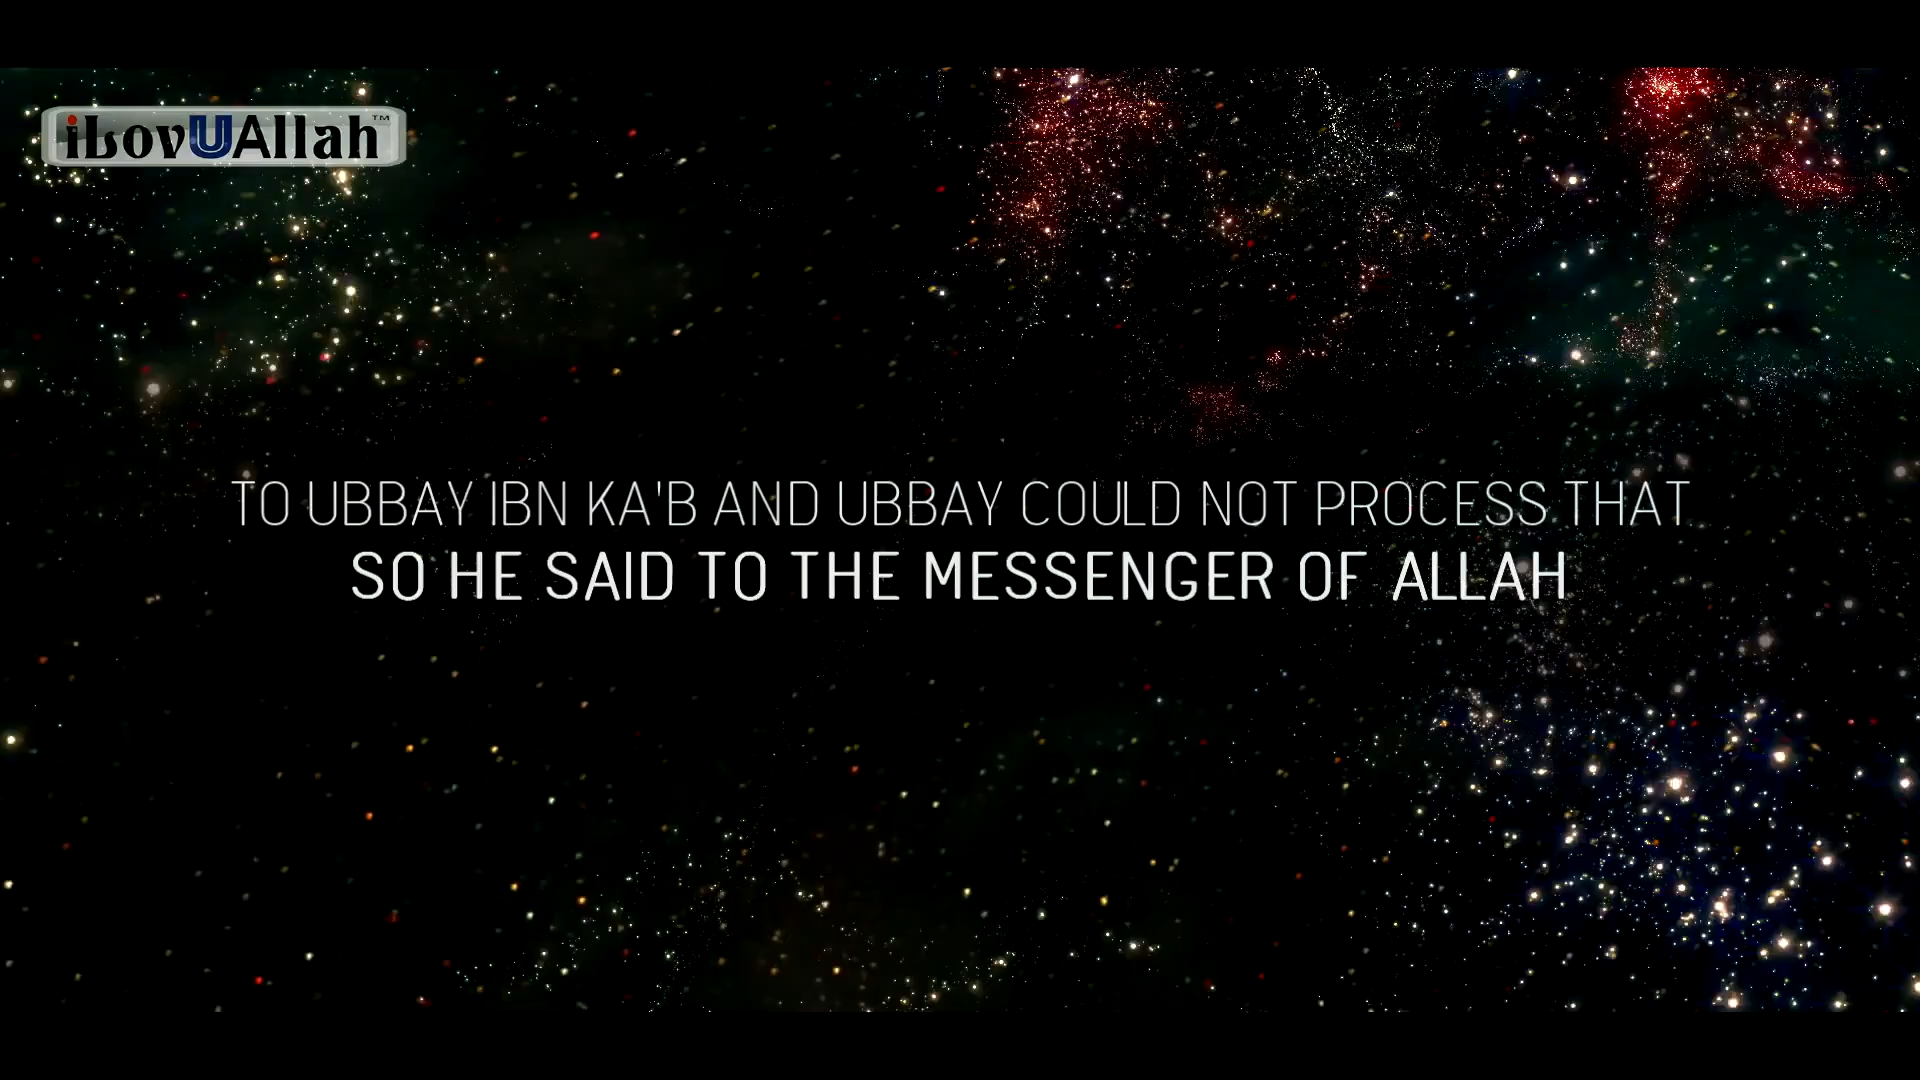 iLovUAllah™
TO UBBAY IBN KA'B AND UBBAY COULD NOT PROCESS THAT
SO HE SAID TO THE MESSENGER OF ALLAH